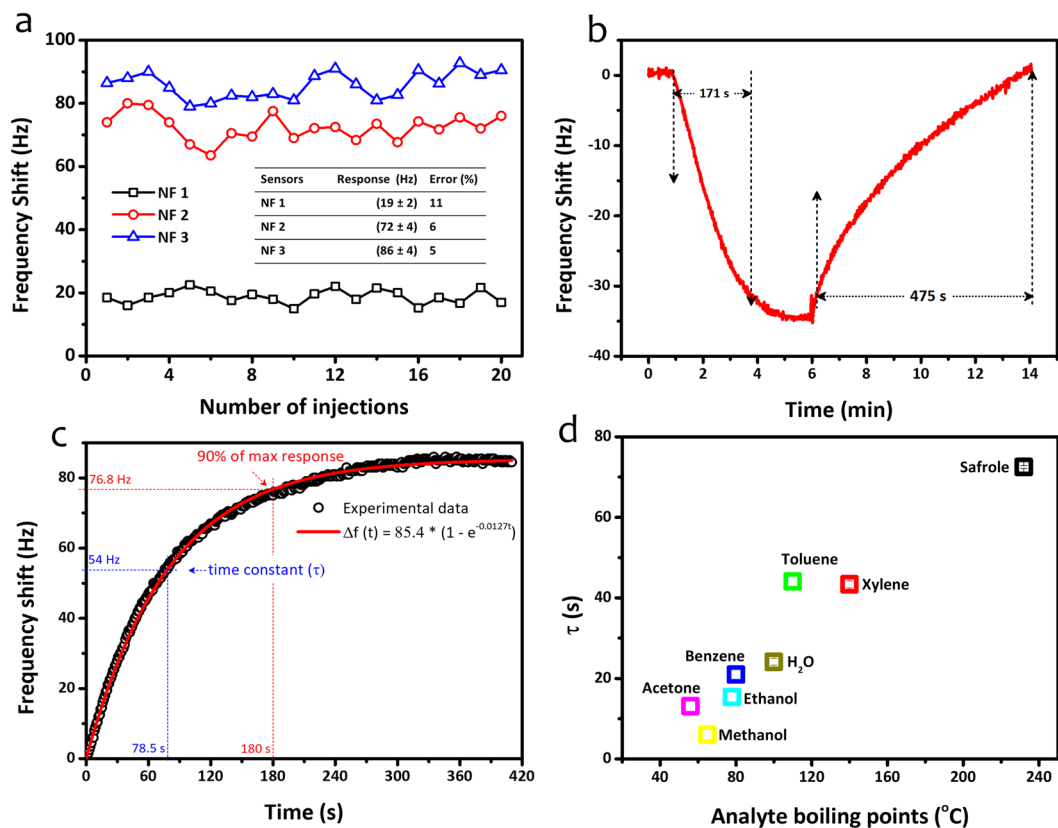 a
100
80
60
40
20
0
Frequency Shift (Hz)
0 4 8 12 16 20
Number of injections
NF 1
NF 2
NF 3
Sensors Response (Hz) Error (%)
NF 1 (19 ± 2) 11
NF 2 (72 ± 4) 6
NF 3 (86 ± 4) 5
b
0
-10
-20
-30
-40
Frequency Shift (Hz)
171 s
475 s
0 2 4 6 8 10 12 14
Time (min)
c
80
60
40
20
0
Frequency shift (Hz)
90% of max response
76.8 Hz
Experimental data
Δf (t) = 85.4 * (1 - e^-0.0127t)
54 Hz
time constant (τ)
78.5 s
180 s
0 60 120 180 240 300 360 420
Time (s)
d
80
60
40
20
0
τ (s)
Safrole
Toluene
Xylene
Benzene
H₂O
Acetone
Ethanol
Methanol
40 80 120 160 200 240
Analyte boiling points (°C)